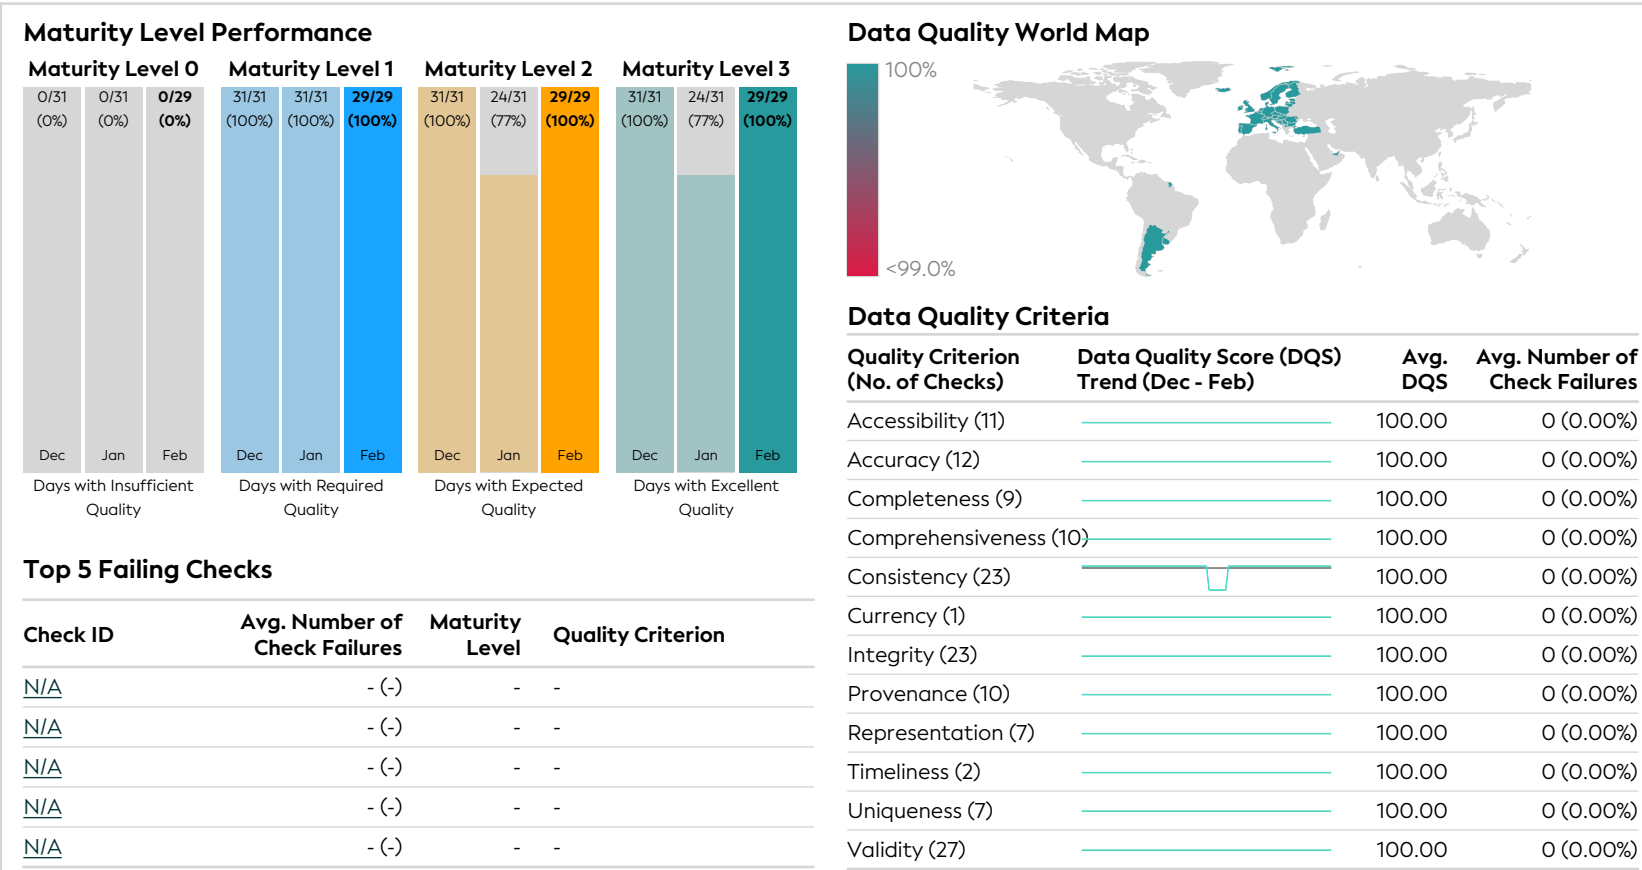 Maturity Level Performance
Maturity Level 0
Maturity Level 1
Maturity Level 2
Maturity Level 3
0/31 0/31 0/29
(0%) (0%) (0%)
Dec Jan Feb
Days with Insufficient
Quality
31/31 31/31 29/29
(100%) (100%) (100%)
Dec Jan Feb
Days with Required
Quality
31/31 24/31 29/29
(100%) (77%) (100%)
Dec Jan Feb
Days with Expected
Quality
31/31 24/31 29/29
(100%) (77%) (100%)
Dec Jan Feb
Days with Excellent
Quality
Top 5 Failing Checks
Check ID Avg. Number of Check Failures Maturity Level Quality Criterion
N/A - (-) - -
N/A - (-) - -
N/A - (-) - -
N/A - (-) - -
N/A - (-) - -
Data Quality World Map
100%
<99.0%
Data Quality Criteria
Quality Criterion (No. of Checks) Data Quality Score (DQS) Trend (Dec - Feb) Avg. DQS Avg. Number of Check Failures
Accessibility (11) 100.00 0 (0.00%)
Accuracy (12) 100.00 0 (0.00%)
Completeness (9) 100.00 0 (0.00%)
Comprehensiveness (10) 100.00 0 (0.00%)
Consistency (23) 100.00 0 (0.00%)
Currency (1) 100.00 0 (0.00%)
Integrity (23) 100.00 0 (0.00%)
Provenance (10) 100.00 0 (0.00%)
Representation (7) 100.00 0 (0.00%)
Timeliness (2) 100.00 0 (0.00%)
Uniqueness (7) 100.00 0 (0.00%)
Validity (27) 100.00 0 (0.00%)